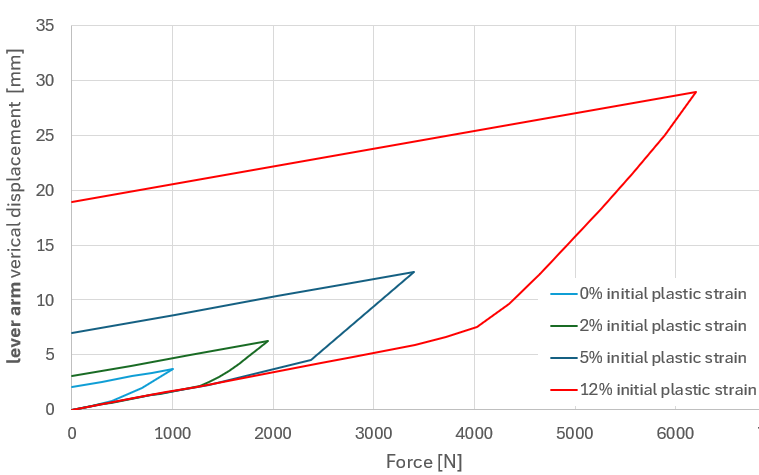 35
30
25
20
15
10
5
0
lever arm verical displacement [mm]
0% initial plastic strain
2% initial plastic strain
5% initial plastic strain
12% initial plastic strain
0 1000 2000 3000 4000 5000 6000
Force [N]